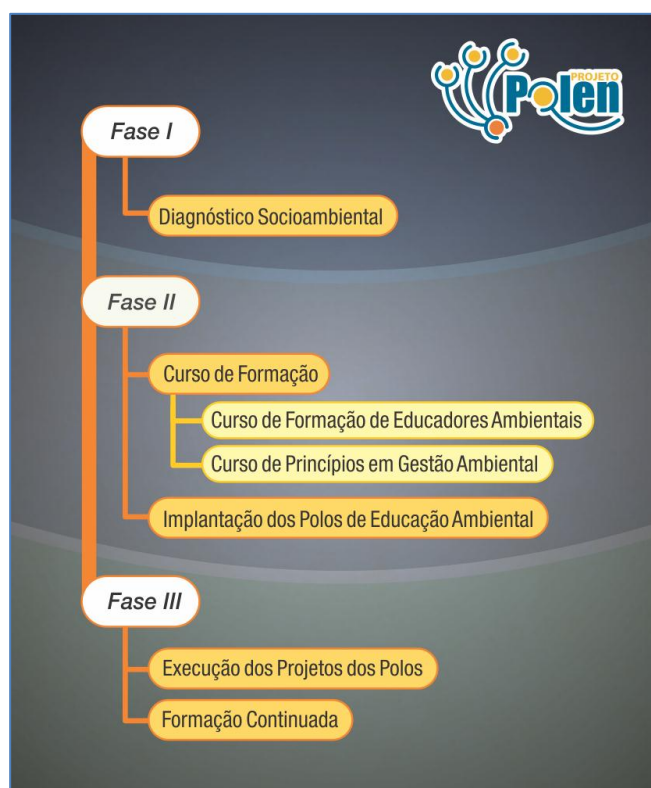 PROJETO
Polen
Fase I
Diagnóstico Socioambiental
Fase II
Curso de Formação
Curso de Formação de Educadores Ambientais
Curso de Princípios em Gestão Ambiental
Implantação dos Polos de Educação Ambiental
Fase III
Execução dos Projetos dos Polos
Formação Continuada